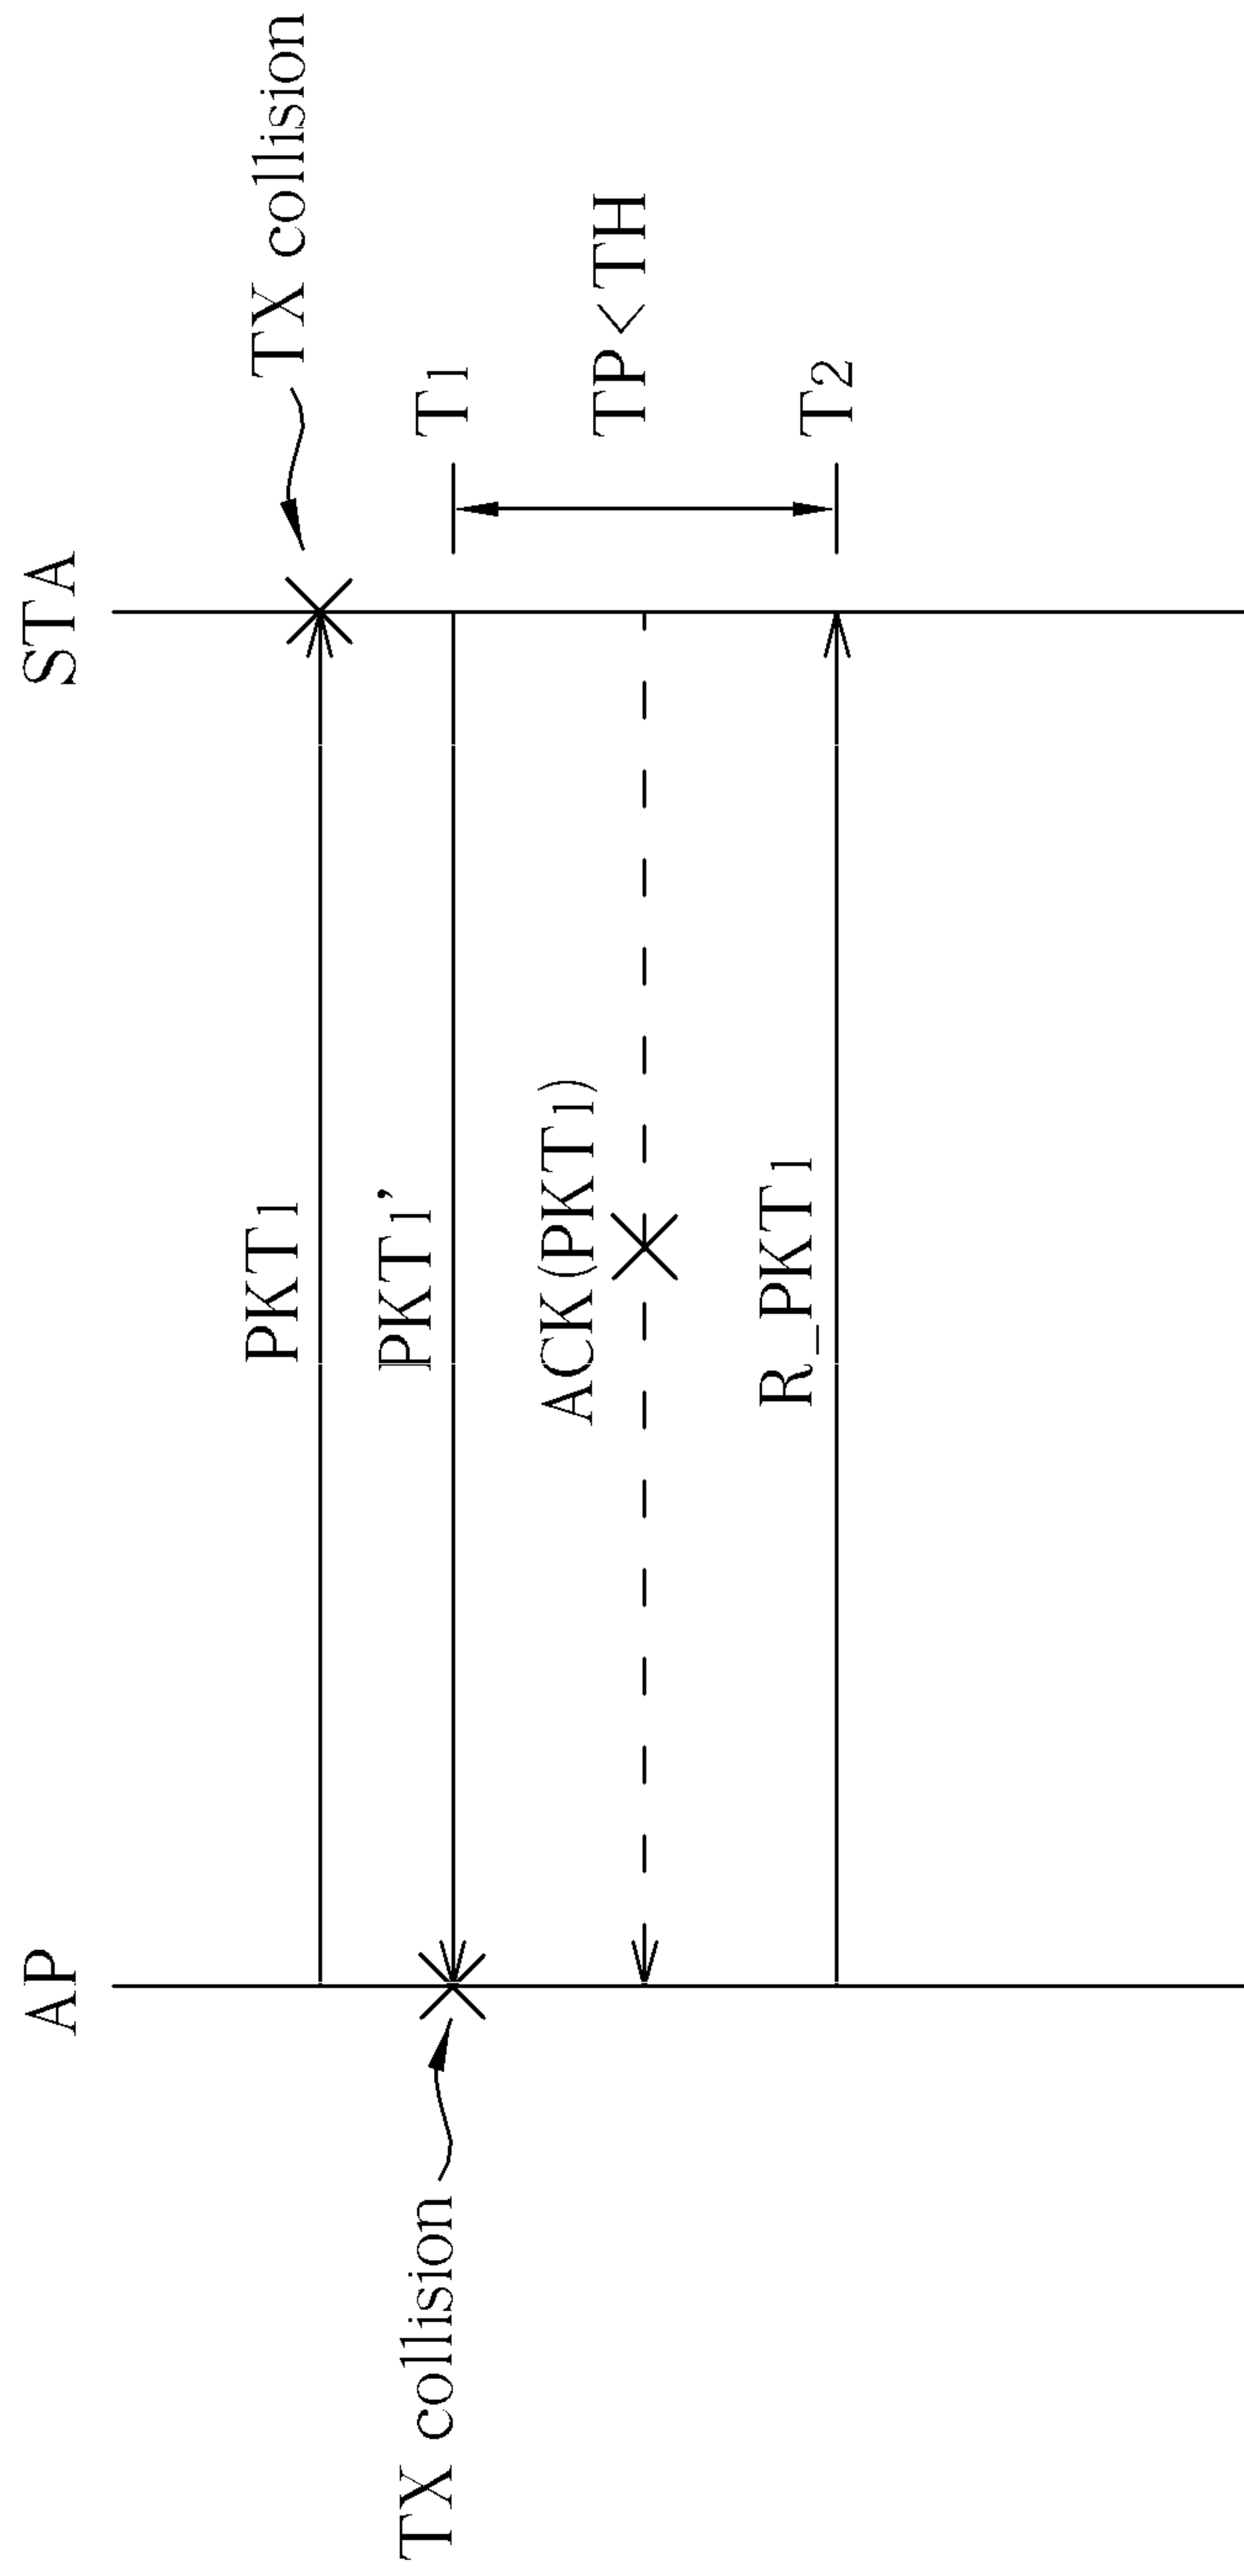 AP
STA
PKT1
TX collision
TX collision
PKT1’
T1
ACK(PKT1)
TP<TH
R_PKT1
T2